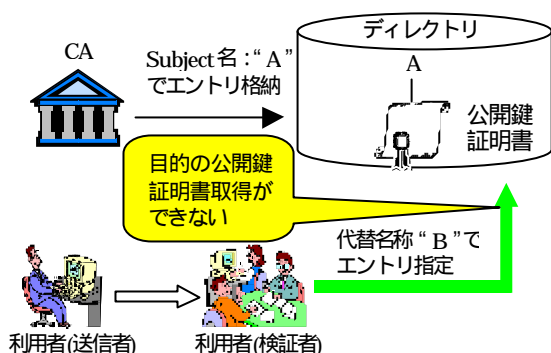 ディレクトリ
CA
Subject名：“A”
でエントリ格納
A
公開鍵
証明書
目的の公開鍵
証明書取得が
できない
代替名称“B”で
エントリ指定
利用者(送信者)
利用者(検証者)